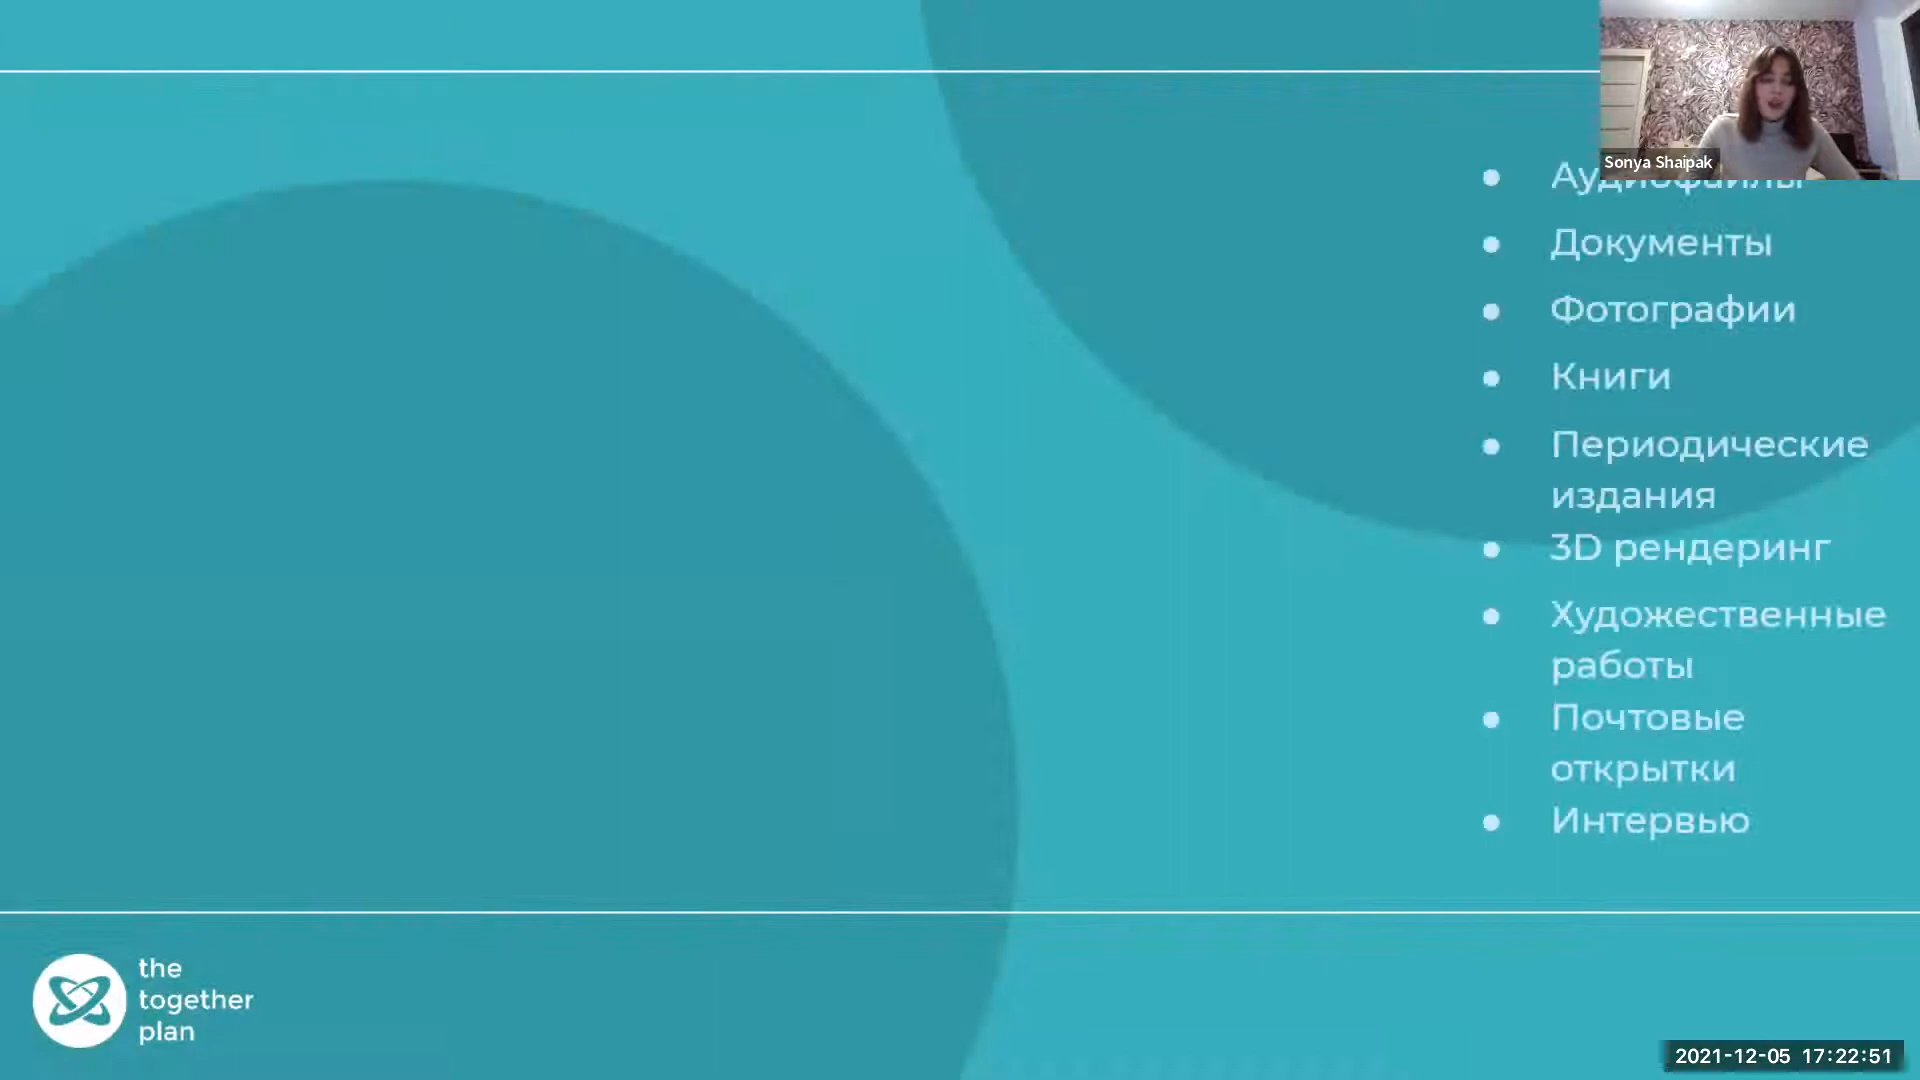 Sonya Shaipak
Аудиофайлы
Документы
Фотографии
Книги
Периодические
издания
3D рендеринг
Художественные
работы
Почтовые
открытки
Интервью
the
together
plan
2021-12-05 17:22:51